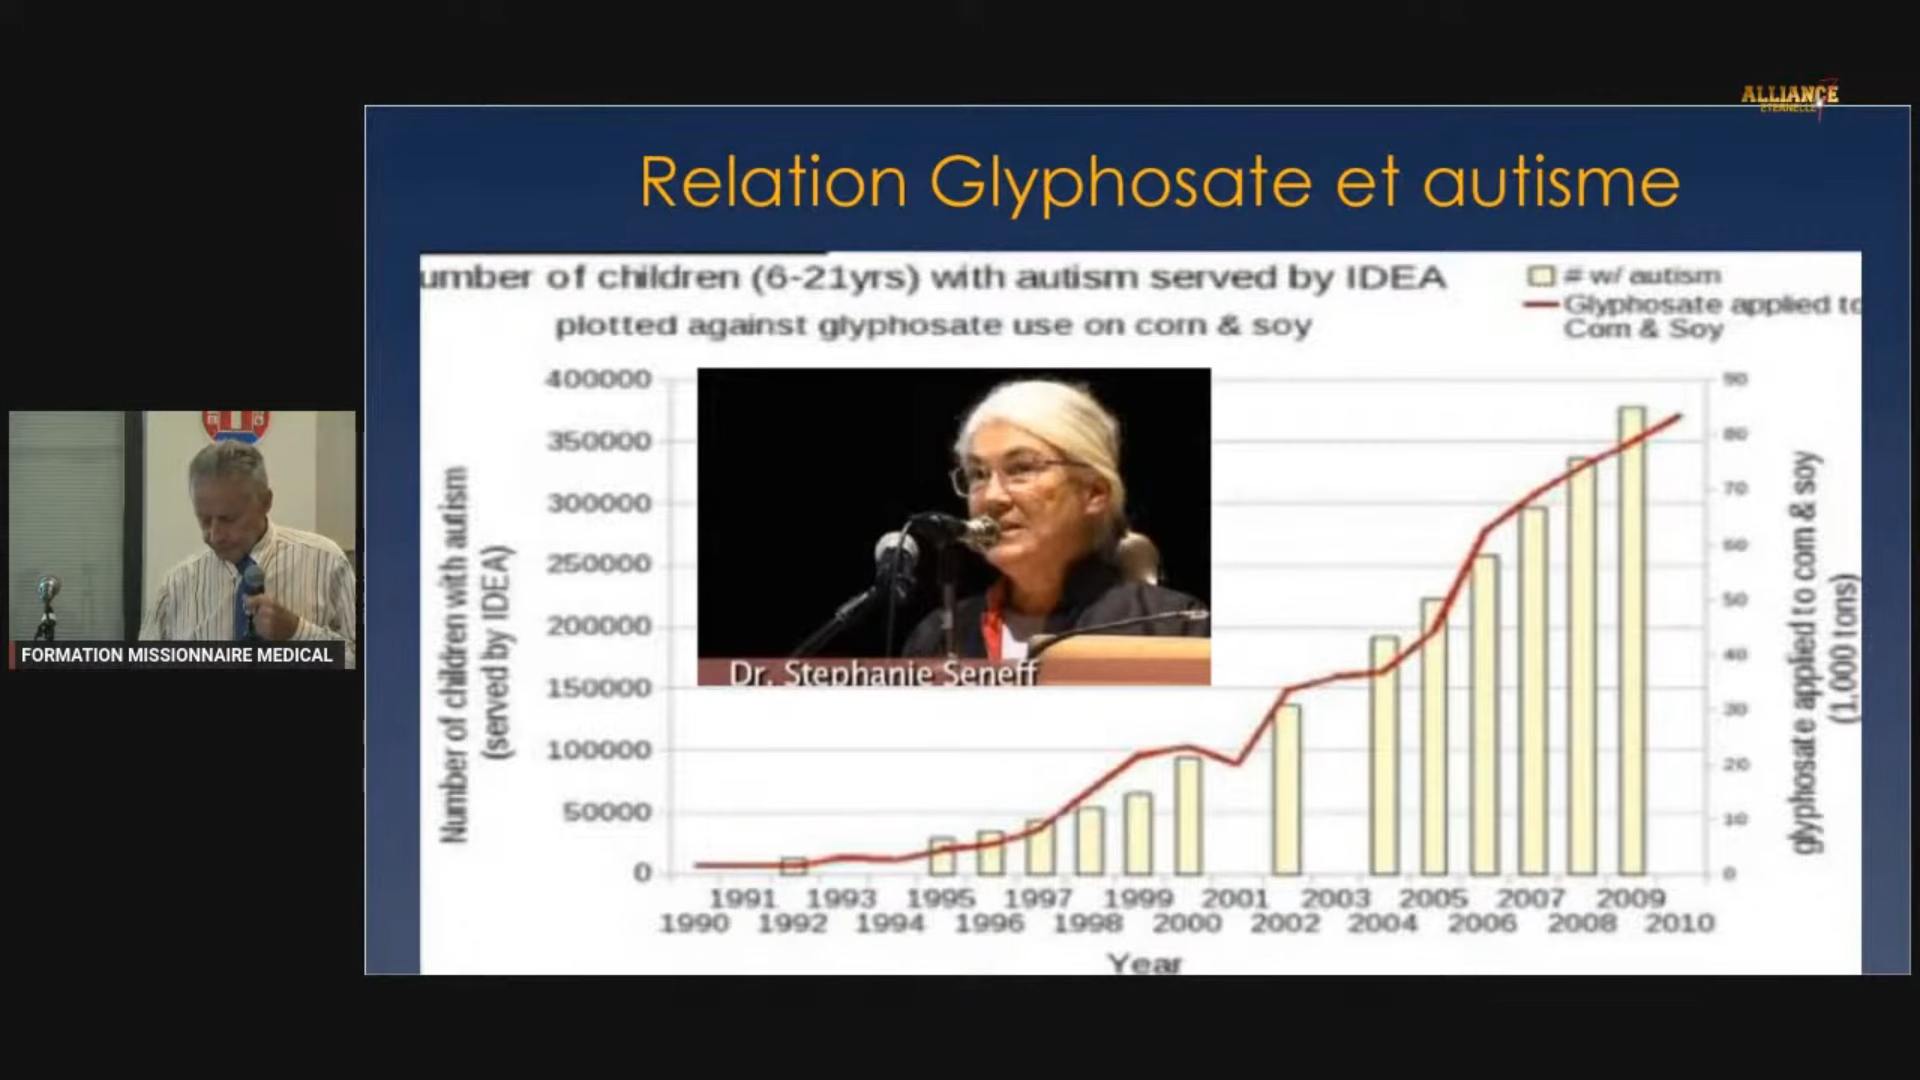 ALLIANCE
ETERNELLE
Relation Glyphosate et autisme
umber of children (6-21yrs) with autism served by IDEA
plotted against glyphosate use on corn & soy
# w/ autism
Glyphosate applied to
Corn & Soy
Number of children with autism
(served by IDEA)
400000
350000
300000
250000
200000
150000
100000
50000
0
90
80
70
60
50
40
30
20
10
0
glyphosate applied to corn & soy
(1,000 tons)
Dr. Stephanie Seneff
1991 1993 1995 1997 1999 2001 2003 2005 2007 2009
1990 1992 1994 1996 1998 2000 2002 2004 2006 2008 2010
Year
FORMATION MISSIONNAIRE MEDICAL